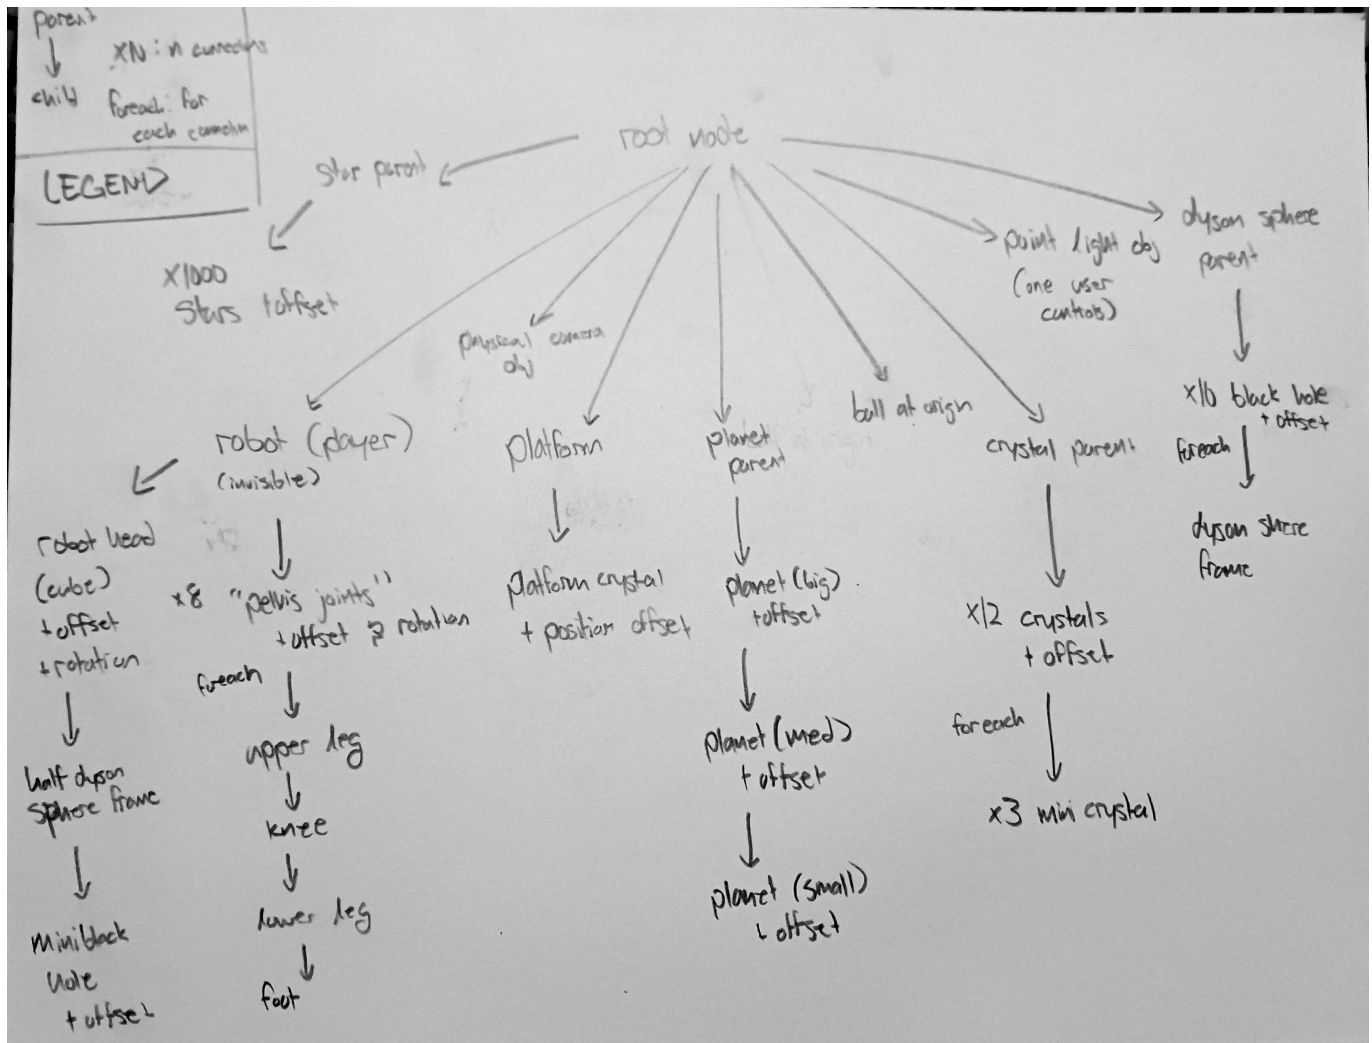 parent
child
XN: n connections
foreach: for
each connection
LEGEND
root node
star parent
x1000
stars +offset
robot (player)
(invisible)
robot head
(cube)
+offset
+rotation
half dyson
sphere frame
mini black
hole
+ offset
x8 "pelvis joints"
+ offset & rotation
foreach
upper leg
knee
lower leg
foot
physical camera
obj
platform
platform crystal
+ position offset
planet
parent
planet (big)
+offset
planet (med)
+ offset
planet (small)
+ offset
ball at origin
crystal parent
x12 crystals
+ offset
foreach
x3 mini crystal
point light obj
(one user
controls)
dyson sphere
parent
black hole
+ offset
foreach
dyson shere
frame